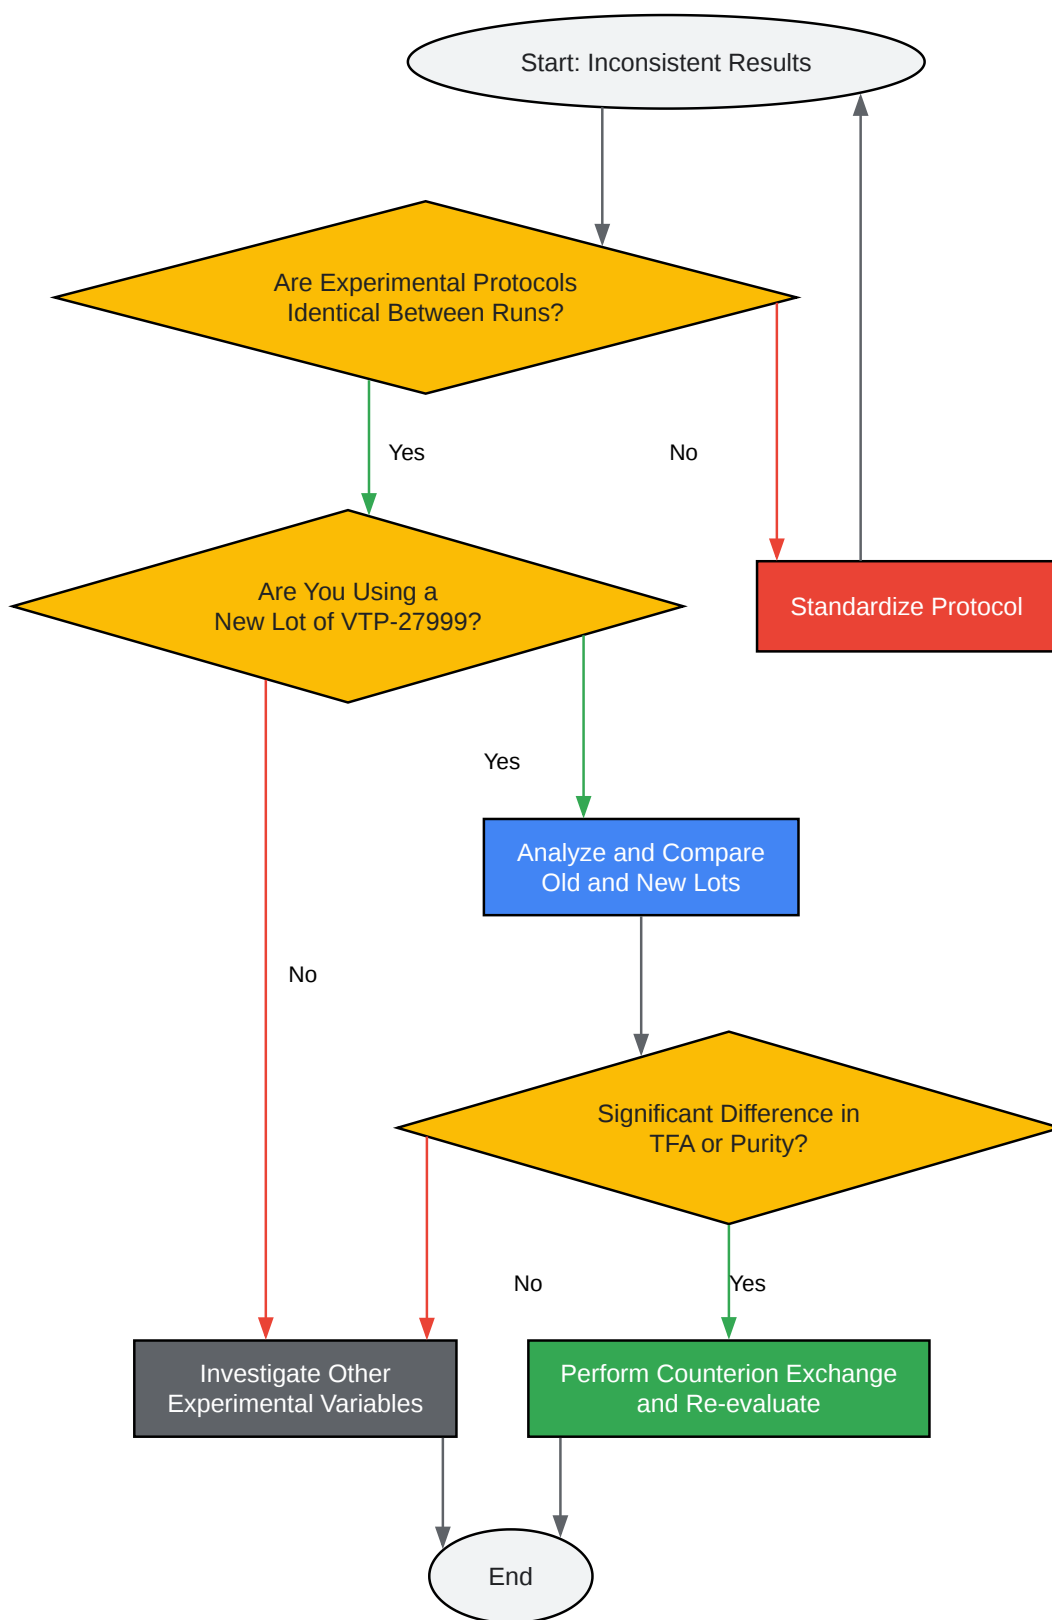 Start: Inconsistent Results
Are Experimental Protocols
Identical Between Runs?
Yes
No
Are You Using a
New Lot of VTP-27999?
Standardize Protocol
Yes
Analyze and Compare
Old and New Lots
No
Significant Difference in
TFA or Purity?
No
Yes
Investigate Other
Experimental Variables
Perform Counterion Exchange
and Re-evaluate
End